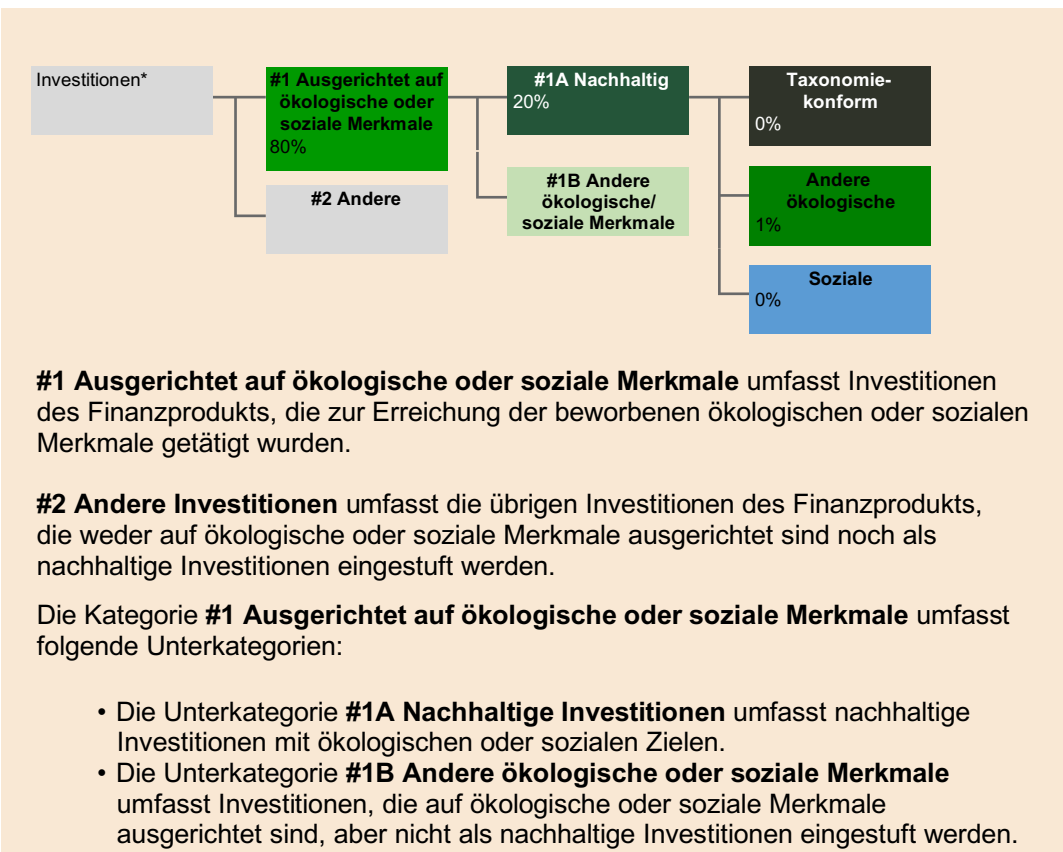 Investitionen*
#1 Ausgerichtet auf
ökologische oder
soziale Merkmale
80%
#2 Andere
#1A Nachhaltig
20%
#1B Andere
ökologische/
soziale Merkmale
Taxonomie-
konform
0%
Andere
ökologische
1%
Soziale
0%
#1 Ausgerichtet auf ökologische oder soziale Merkmale umfasst Investitionen
des Finanzprodukts, die zur Erreichung der beworbenen ökologischen oder sozialen
Merkmale getätigt wurden.
#2 Andere Investitionen umfasst die übrigen Investitionen des Finanzprodukts,
die weder auf ökologische oder soziale Merkmale ausgerichtet sind noch als
nachhaltige Investitionen eingestuft werden.
Die Kategorie #1 Ausgerichtet auf ökologische oder soziale Merkmale umfasst
folgende Unterkategorien:
• Die Unterkategorie #1A Nachhaltige Investitionen umfasst nachhaltige
Investitionen mit ökologischen oder sozialen Zielen.
• Die Unterkategorie #1B Andere ökologische oder soziale Merkmale
umfasst Investitionen, die auf ökologische oder soziale Merkmale
ausgerichtet sind, aber nicht als nachhaltige Investitionen eingestuft werden.